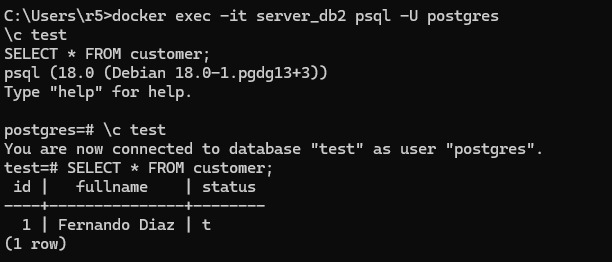 C:\Users\r5>docker exec -it server_db2 psql -U postgres
\c test
SELECT * FROM customer;
psql (18.0 (Debian 18.0-1.pgdg13+3))
Type "help" for help.

postgres=# \c test
You are now connected to database "test" as user "postgres".
test=# SELECT * FROM customer;
 id |   fullname    | status
----+---------------+--------
  1 | Fernando Diaz | t
(1 row)